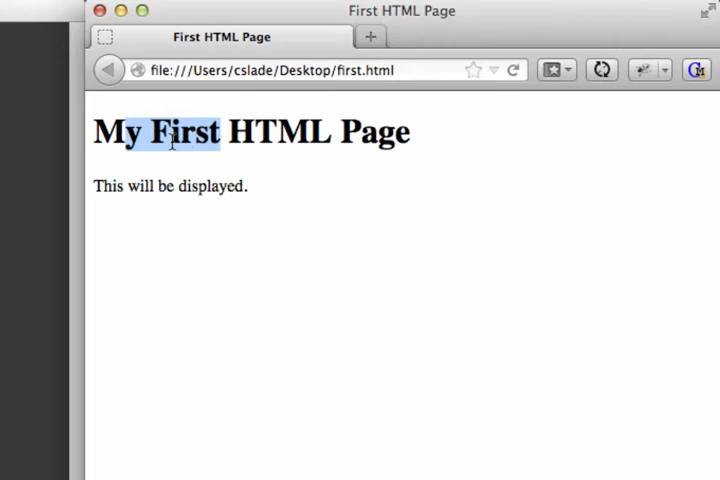 First HTML Page
First HTML Page
file:///Users/cslade/Desktop/first.html
My First HTML Page
This will be displayed.